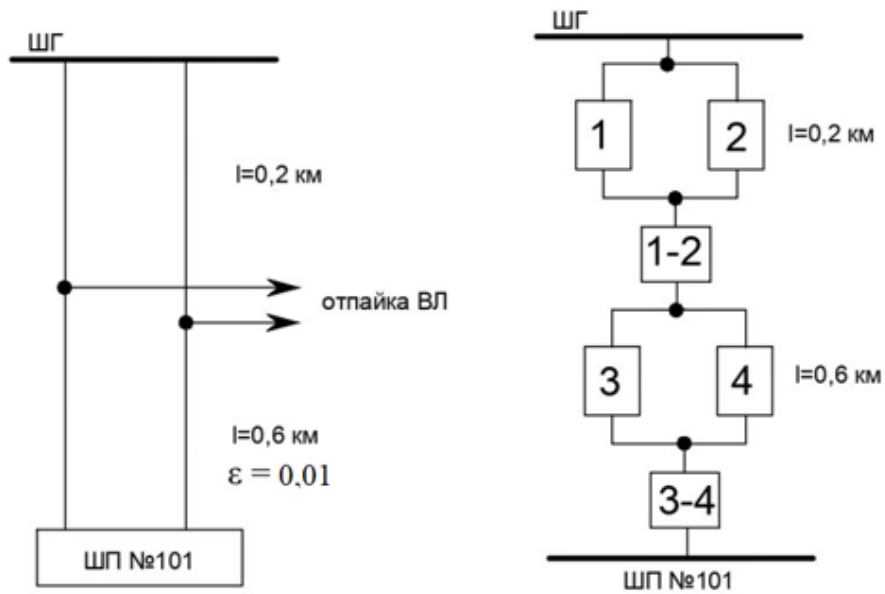 ШГ
l=0,2 км
отпайка ВЛ
l=0,6 км
ε = 0,01
ШП №101
ШГ
1
2
l=0,2 км
1-2
3
4
l=0,6 км
3-4
ШП №101